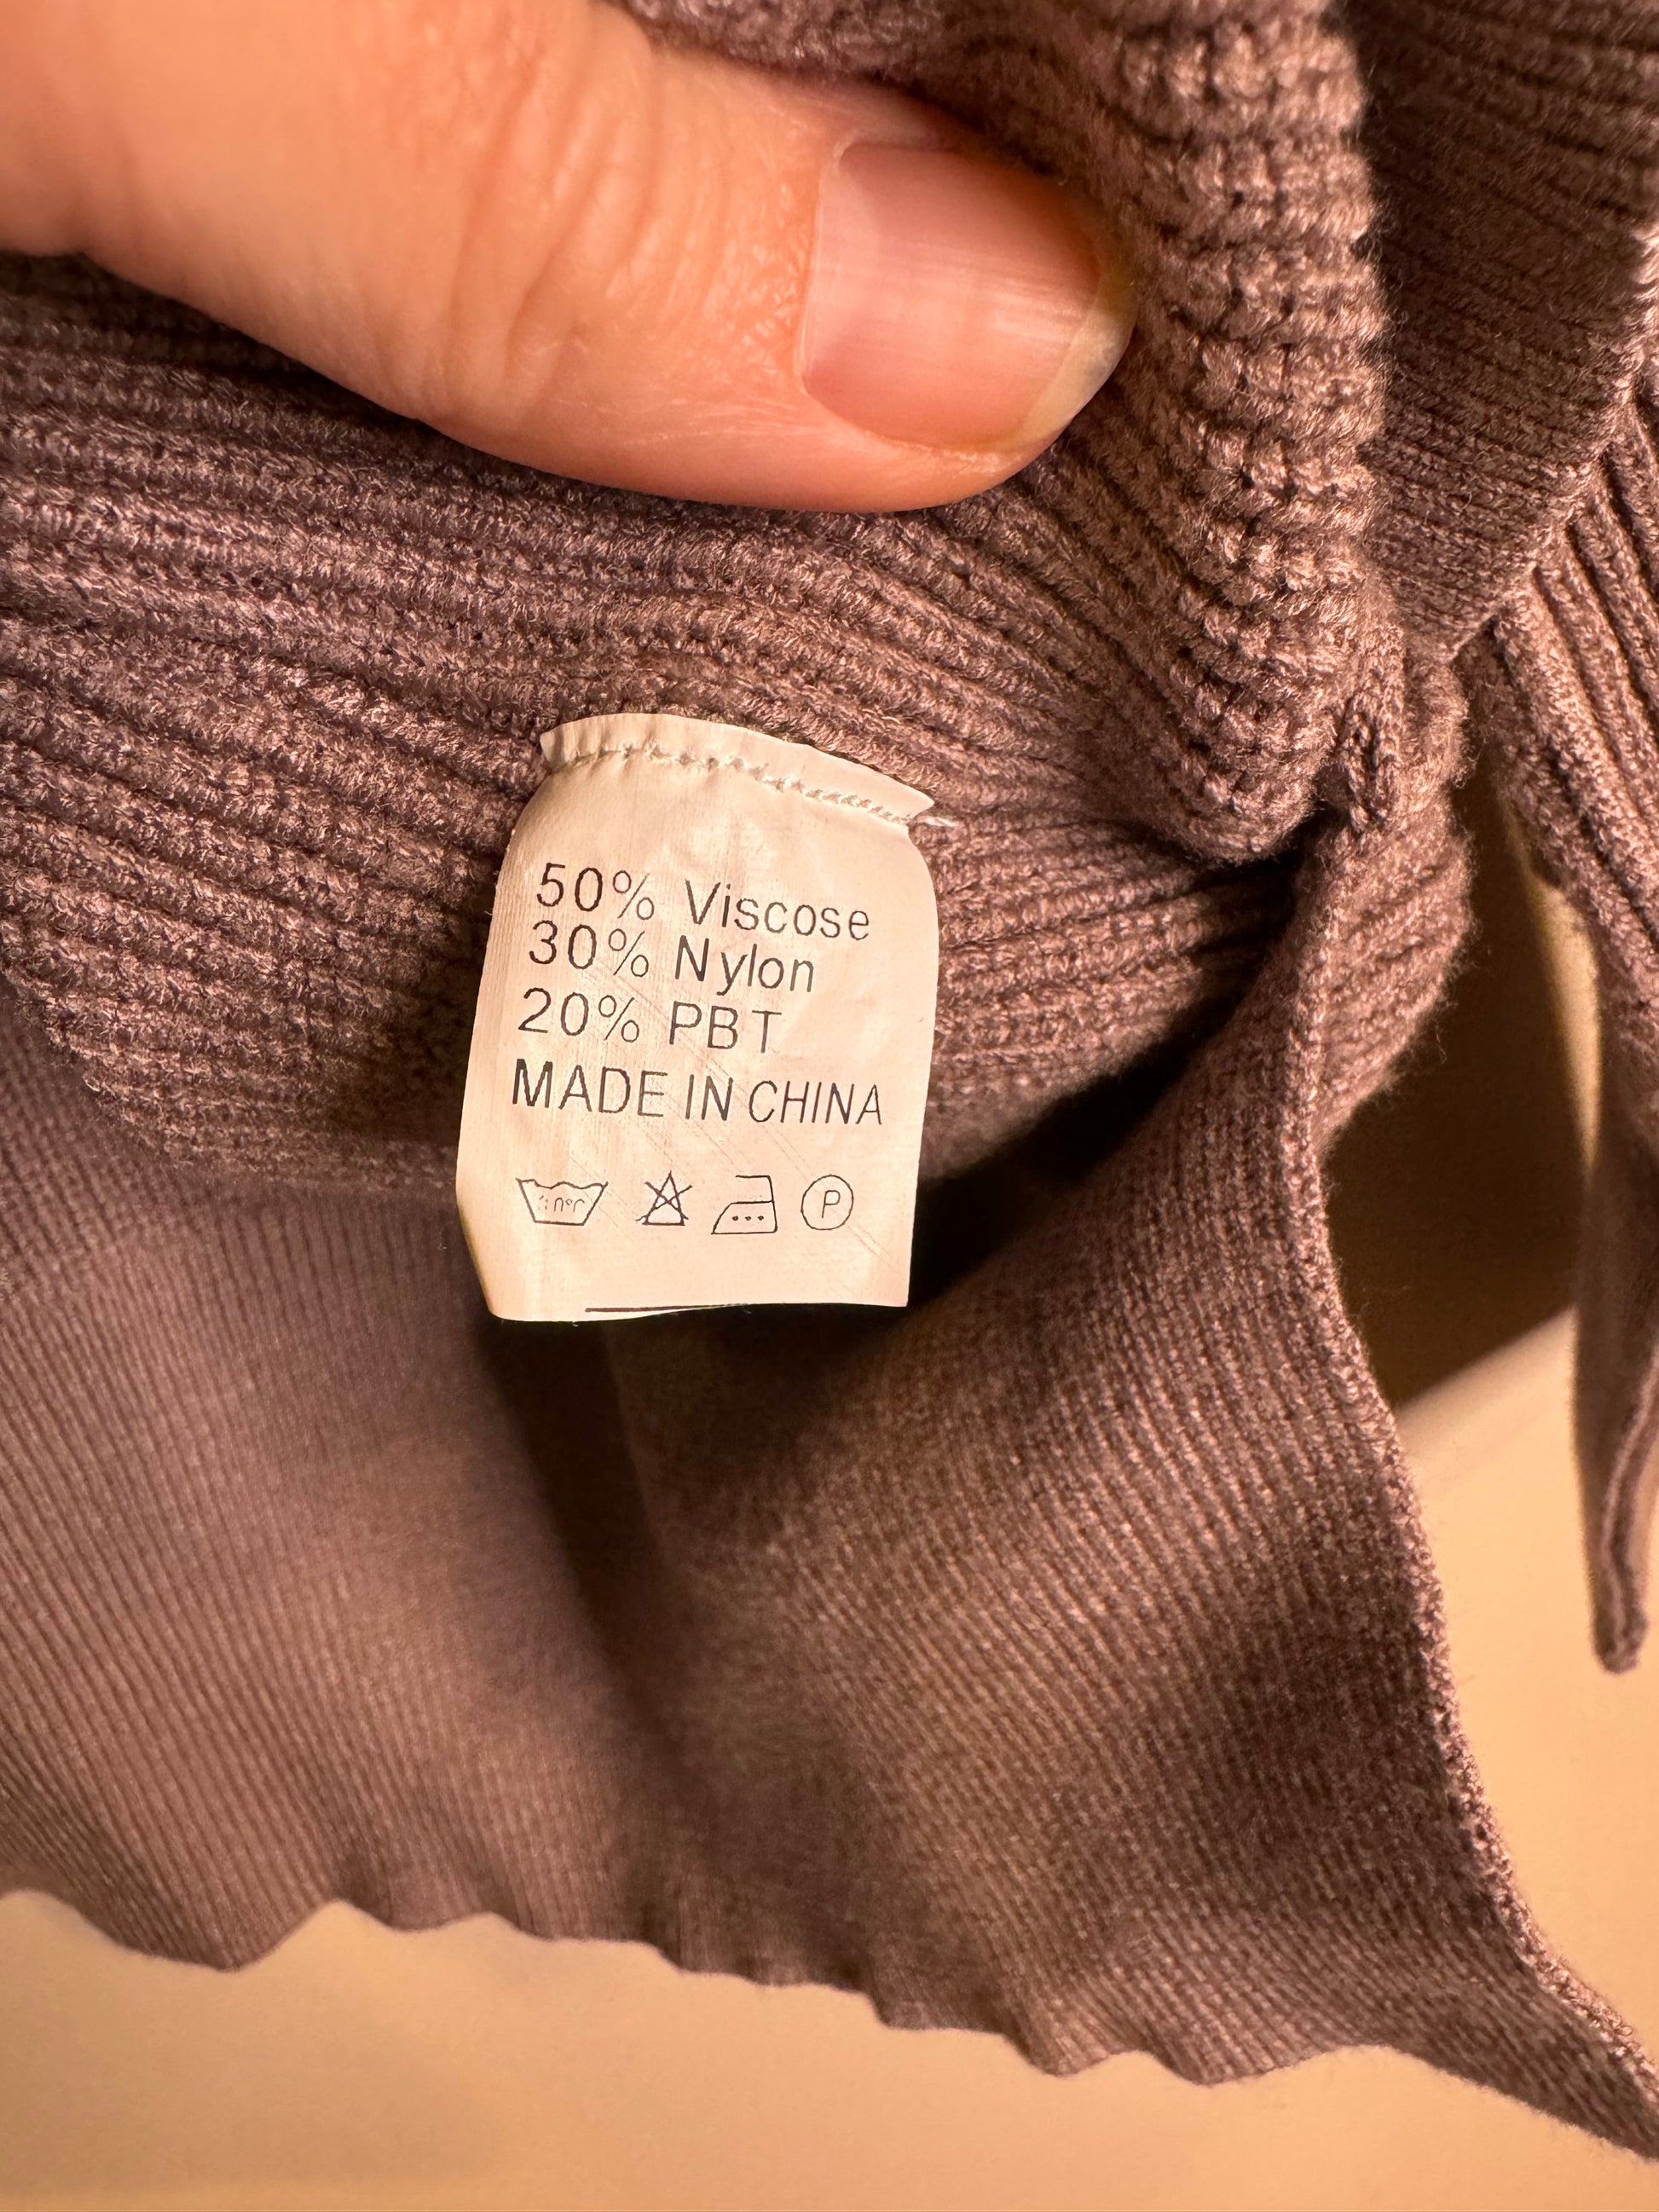 50% Viscose
30% Nylon
20% PBT
MADE IN CHINA
P